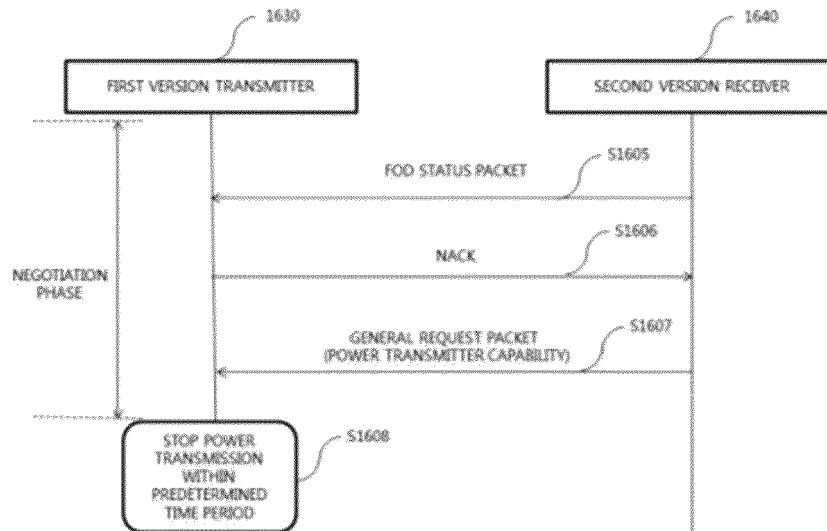 1630
1640
FIRST VERSION TRANSMITTER
SECOND VERSION RECEIVER
S1605
FOD STATUS PACKET
S1606
NACK
NEGOTIATION
PHASE
S1607
GENERAL REQUEST PACKET
(POWER TRANSMITTER CAPABILITY)
S1608
STOP POWER
TRANSMISSION
WITHIN
PREDETERMINED
TIME PERIOD